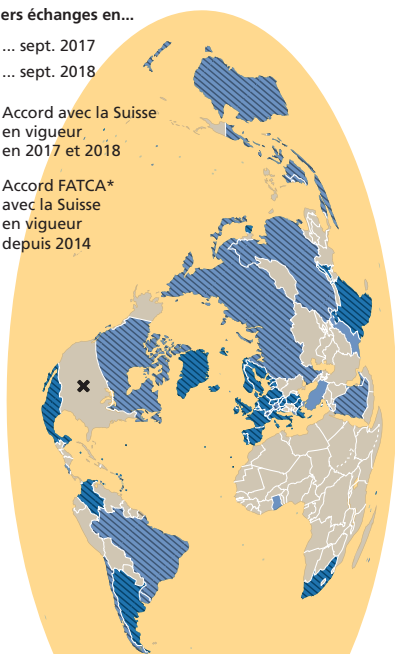 ers échanges en...
... sept. 2017
... sept. 2018
Accord avec la Suisse
en vigueur
en 2017 et 2018
Accord FATCA*
avec la Suisse
en vigueur
depuis 2014